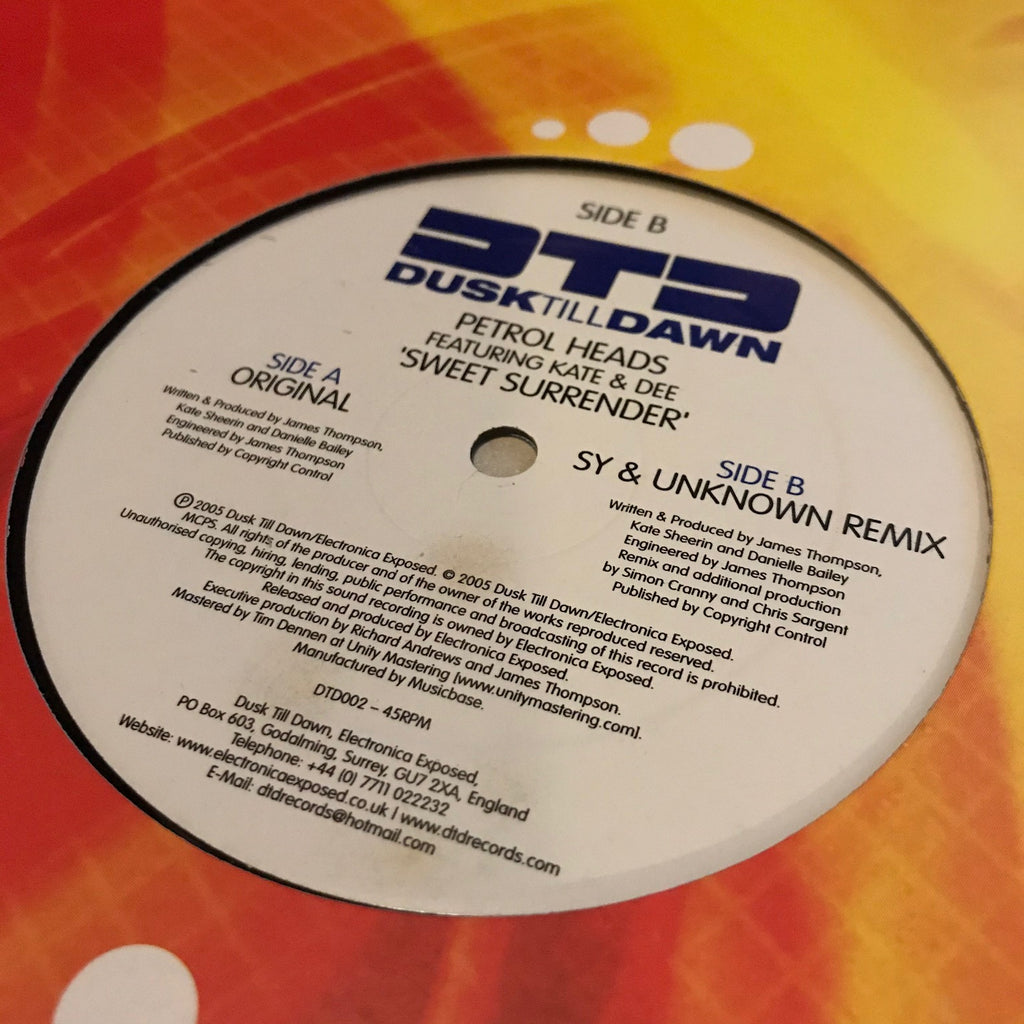 SIDE B
DTD
DUSKTILLDAWN
PETROL HEADS
FEATURING KATE & DEE
'SWEET SURRENDER'
SIDE A
ORIGINAL
Written & Produced by James Thompson,
Kate Sheerin and Danielle Bailey
Engineered by James Thompson
Published by Copyright Control
SIDE B
SY & UNKNOWN REMIX
Written & Produced by James Thompson,
Kate Sheerin and Danielle Bailey
Engineered by James Thompson
Remix and additional production
by Simon Cranny and Chris Sargent
Published by Copyright Control
℗ 2005 Dusk Till Dawn/Electronica Exposed. © 2005 Dusk Till Dawn/Electronica Exposed.
MCPS. All rights of the producer and of the owner of the works reproduced reserved.
Unauthorised copying, hiring, lending, public performance and broadcasting of this record is prohibited.
The copyright in this sound recording is owned by Electronica Exposed.
Released and produced by Electronica Exposed.
Executive production by Richard Andrews and James Thompson.
Mastered by Tim Dennen at Unity Mastering [www.unitymastering.com].
Manufactured by Musicbase.
DTD002 – 45RPM
Dusk Till Dawn, Electronica Exposed,
PO Box 603, Godalming, Surrey, GU7 2XA, England
Telephone: +44 (0) 7711 022232
Website: www.electronicaexposed.co.uk | www.dtdrecords.com
E-Mail: dtdrecords@hotmail.com